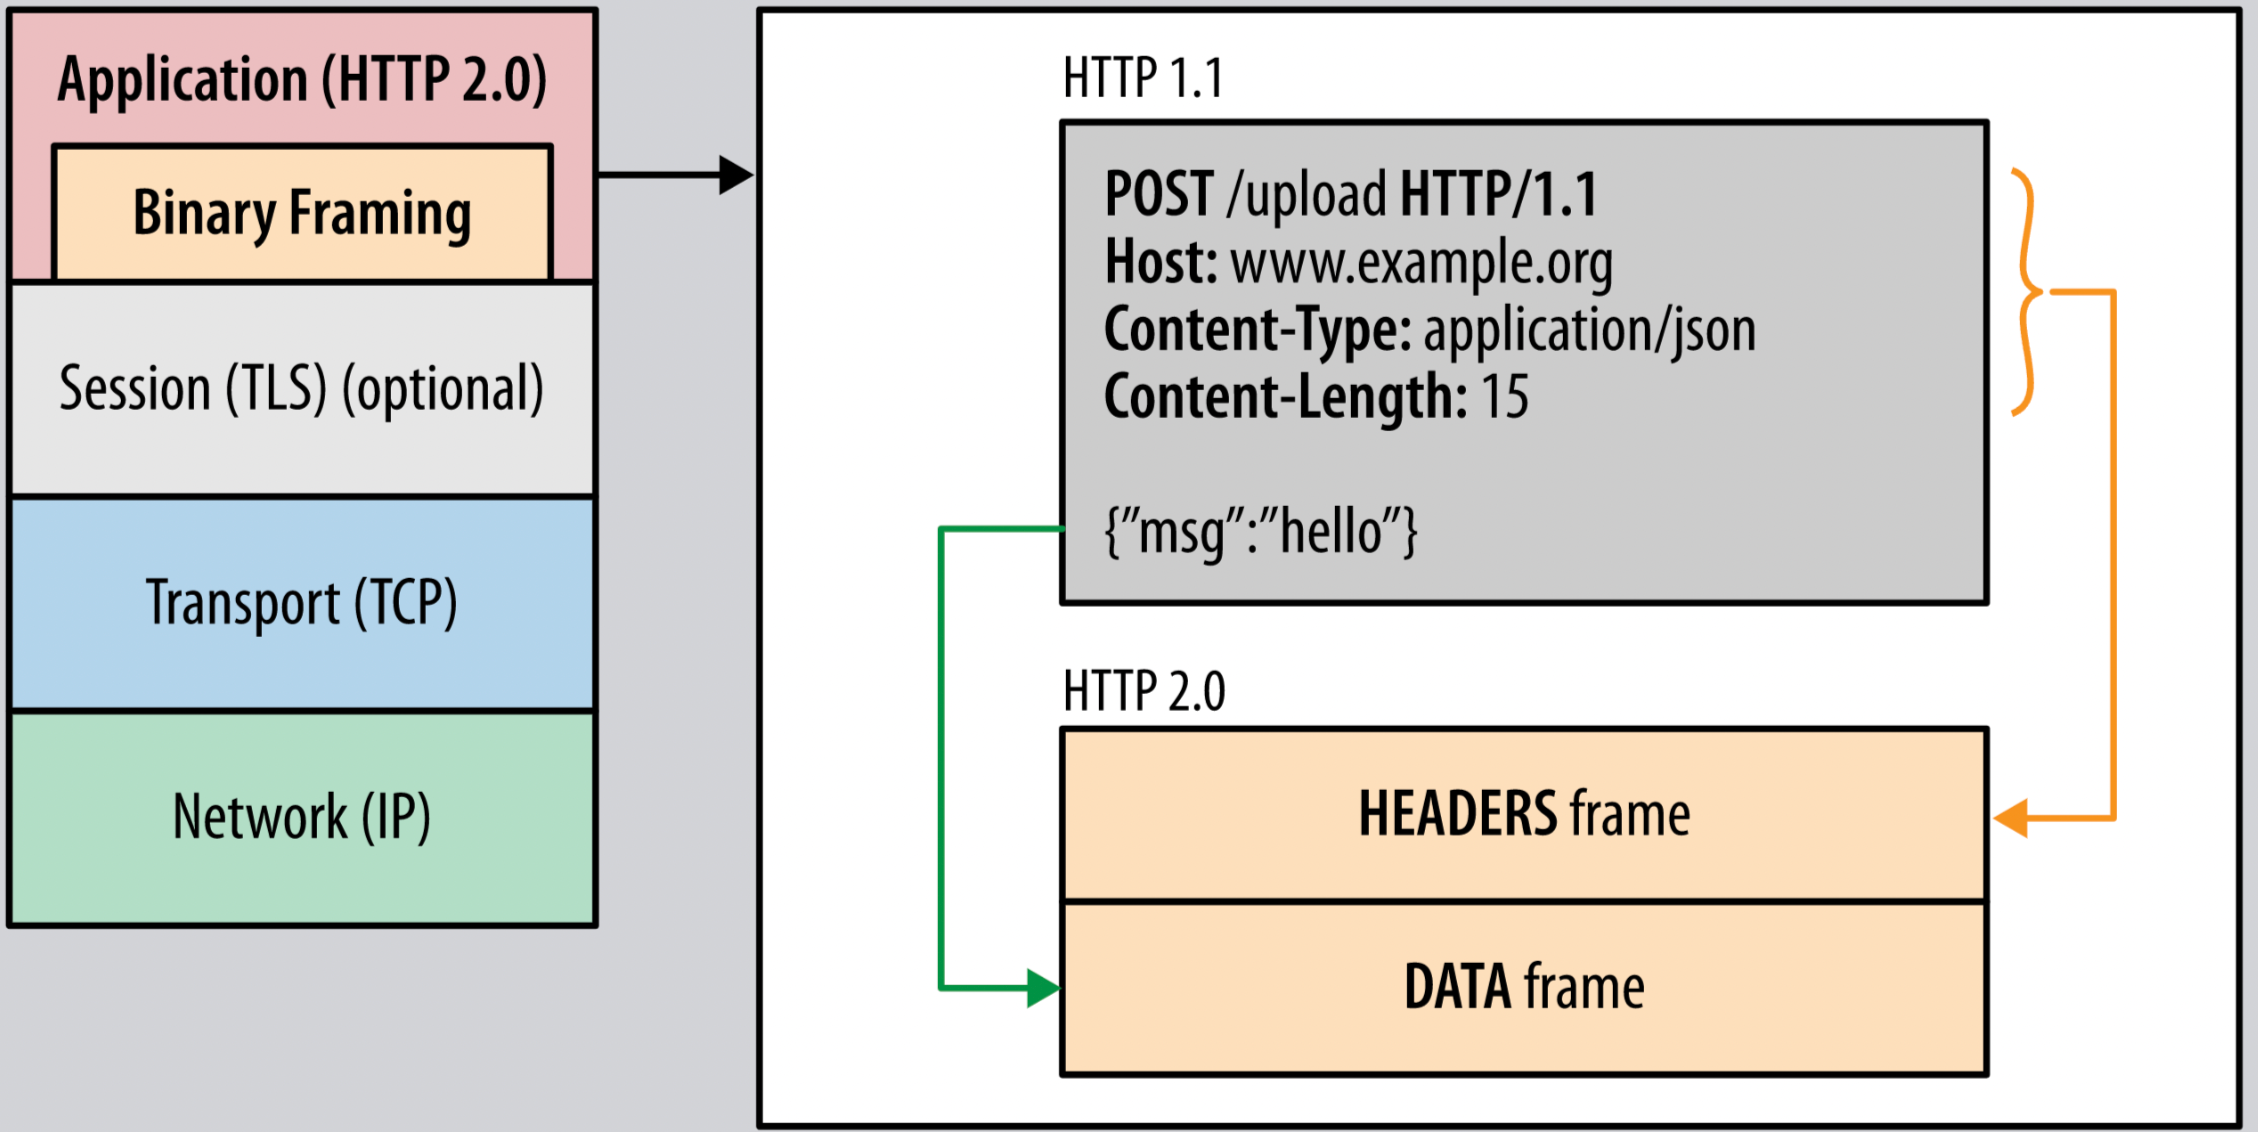 Application (HTTP 2.0)
Binary Framing
Session (TLS) (optional)
Transport (TCP)
Network (IP)
HTTP 1.1
POST /upload HTTP/1.1
Host: www.example.org
Content-Type: application/json
Content-Length: 15
{”msg”:”hello”}
HTTP 2.0
HEADERS frame
DATA frame